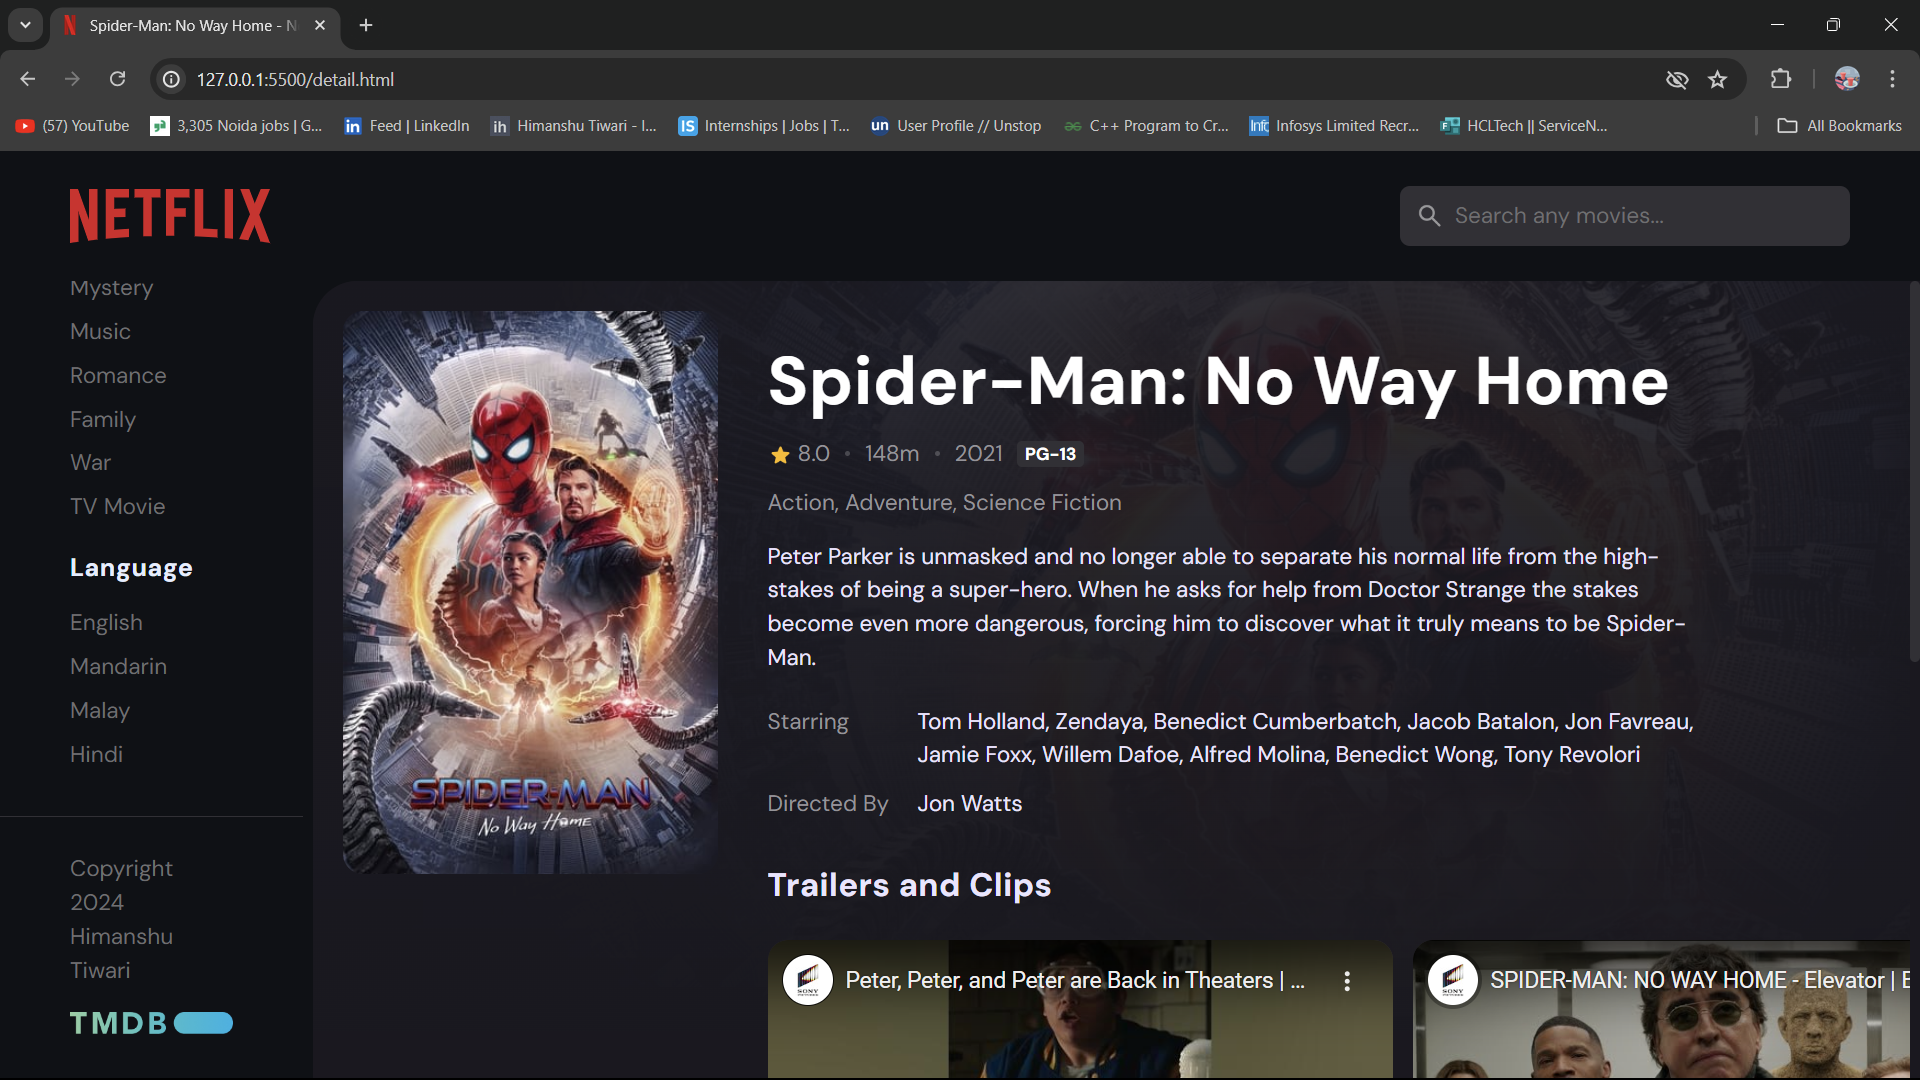 Spider-Man: No Way Home - N
127.0.0.1:5500/detail.html
(57) YouTube
3,305 Noida jobs | G...
in Feed | LinkedIn
ih Himanshu Tiwari - I...
IS Internships | Jobs | T...
un User Profile // Unstop
C++ Program to Cr...
Infosys Limited Recr...
HCLTech || ServiceN...
All Bookmarks
NETFLIX
Search any movies...
Mystery
Music
Romance
Family
War
TV Movie
Language
English
Mandarin
Malay
Hindi
Copyright
2024
Himanshu
Tiwari
TMDB
SPIDER-MAN
No Way Home
Spider-Man: No Way Home
8.0 • 148m • 2021 PG-13
Action, Adventure, Science Fiction
Peter Parker is unmasked and no longer able to separate his normal life from the high-
stakes of being a super-hero. When he asks for help from Doctor Strange the stakes
become even more dangerous, forcing him to discover what it truly means to be Spider-
Man.
Starring
Tom Holland, Zendaya, Benedict Cumberbatch, Jacob Batalon, Jon Favreau,
Jamie Foxx, Willem Dafoe, Alfred Molina, Benedict Wong, Tony Revolori
Directed By Jon Watts
Trailers and Clips
SONY
Peter, Peter, and Peter are Back in Theaters | ...
SONY
SPIDER-MAN: NO WAY HOME - Elevator | E